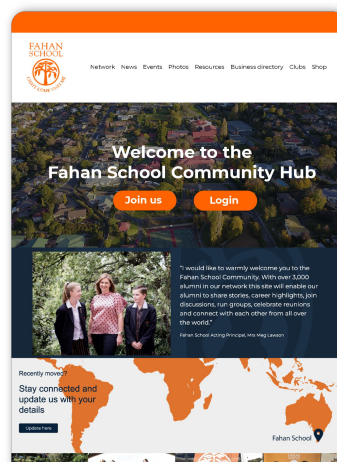 FAHAN
SCHOOL
Network News Events Photos Resources Business directory Clubs Shop
Welcome to the
Fahan School Community Hub
Join us
Login
"I would like to warmly welcome you to the
Fahan School Community. With over 3,000
alumni in our network this site will enable our
alumni to share stories, career highlights, join
discussions, run groups, celebrate reunions
and connect with each other from all over
the world."
Fahan School Acting Principal, Mrs Meg Lawson
Recently moved?
Stay connected and
update us with your
details
Update here
Fahan School